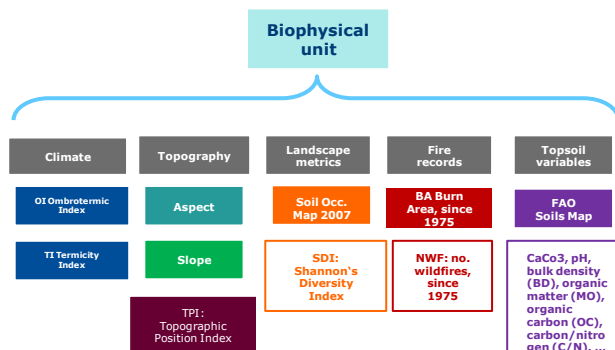 Biophysical
unit
Climate
Topography
Landscape
metrics
Fire
records
Topsoil
variables
OI Ombrotermic
Index
Aspect
Soil Occ.
Map 2007
BA Burn
Area, since
1975
FAO
Soils Map
TI Termicity
Index
Slope
SDI:
Shannon's
Diversity
Index
NWF: no.
wildfires,
since
1975
CaCo3, pH,
bulk density
(BD), organic
matter (MO),
organic
carbon (OC),
carbon/nitro
gen (C/N), ...
TPI:
Topographic
Position Index